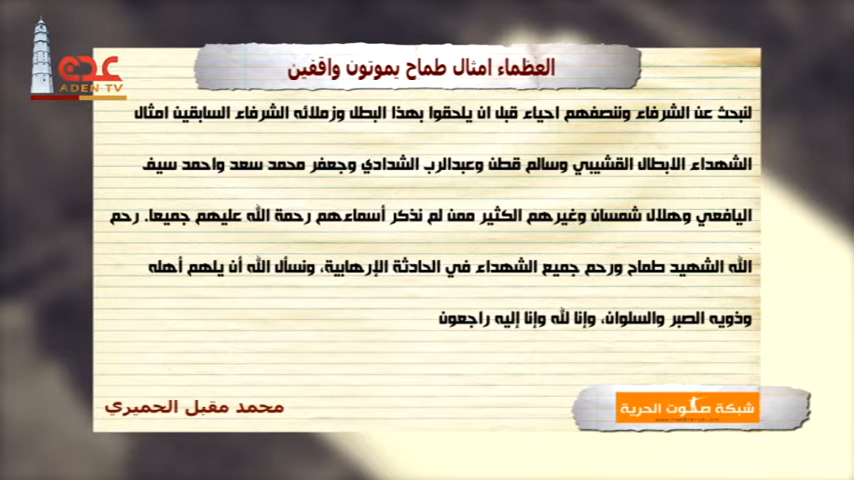 عدن
ADEN TV
العظماء امثال طماح يموتون واقفين
لنبحث عن الشرفاء وننصفهم احياء قبل ان يلحقوا بهذا البطل وزملائه الشرفاء السابقين امثال
الشهداء الابطال القشيبي وسالم قطن وعبدالرب الشدادي وجعفر محمد سعد واحمد سيف
اليافعي وهلال شمسان وغيرهم الكثير ممن لم نذكر أسماءهم رحمة الله عليهم جميعا. رحم
الله الشهيد طماح ورحم جميع الشهداء في الحادثة الإرهابية، ونسأل الله أن يلهم أهله
وذويه الصبر والسلوان، وإنا لله وإنا إليه راجعون
محمد مقبل الحميري
شبكة صوت الحرية